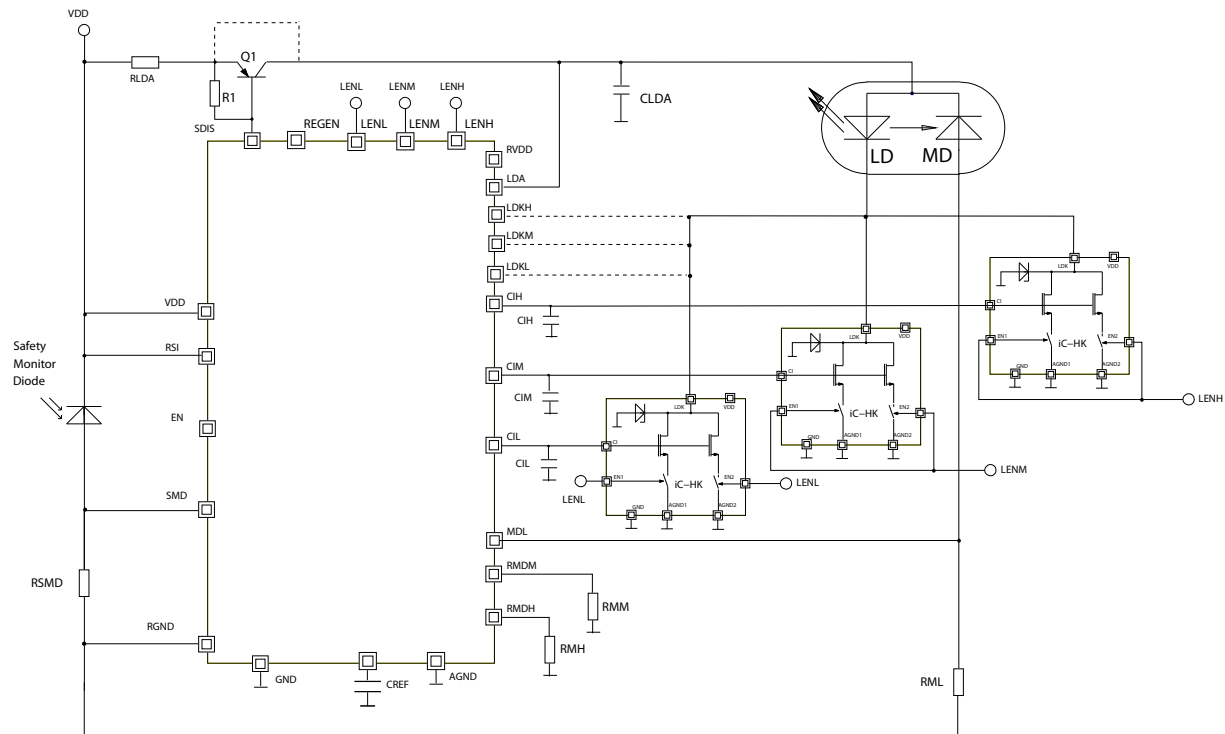 VDD
RLDA
Q1
R1
CLDA
LENL
LENM
LENH
SDIS
REGEN
LENL
LENM
LENH
LD
MD
RVDD
LDA
LDKH
LDKM
LDKL
CIH
CIH
CIM
CIM
CIL
CIL
VDD
RSI
Safety
Monitor
Diode
EN
SMD
RSMD
RGND
GND
CREF
AGND
MDL
RMDM
RMM
RMDH
RMH
RML
LDK
VDD
CI
EN1
EN2
iC-HK
GND
AGND1
AGND2
LENH
LDK
VDD
CI
EN1
EN2
iC-HK
GND
AGND1
AGND2
LENM
LDK
VDD
CI
EN1
EN2
iC-HK
GND
AGND1
AGND2
LENL
LENL